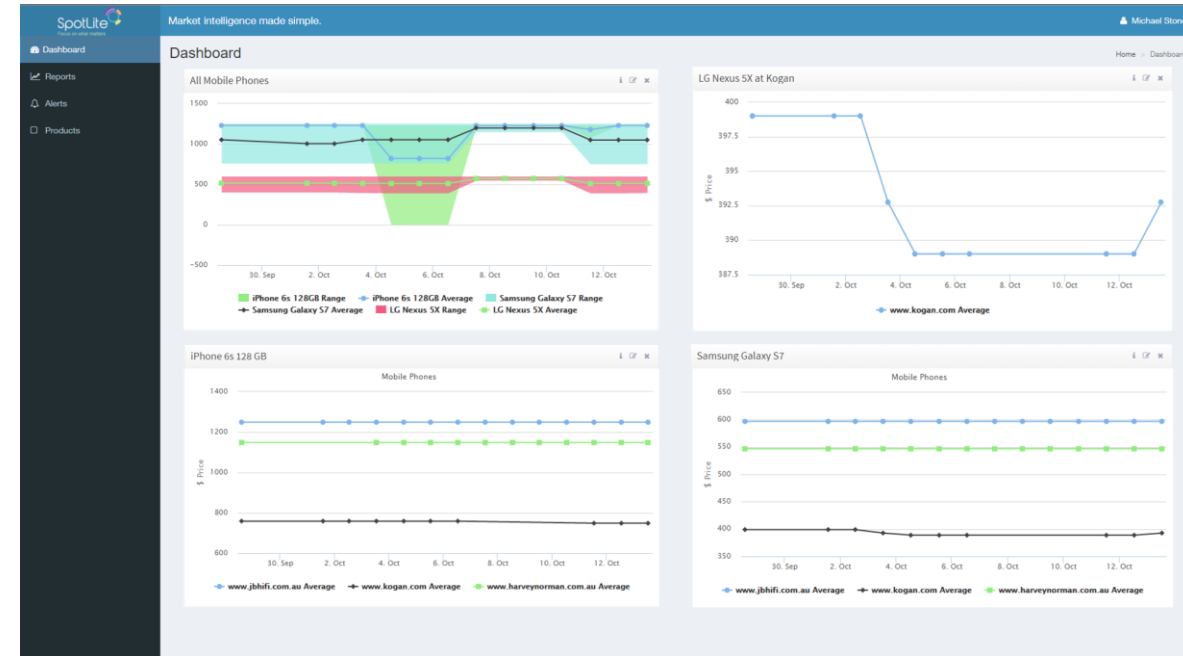 SpotLite
Focus on what matters
Market intelligence made simple.
Michael Ston
Dashboard
Reports
Alerts
Products
Dashboard
Home > Dashboar
All Mobile Phones
1500
1000
500
0
-500
30. Sep 2. Oct 4. Oct 6. Oct 8. Oct 10. Oct 12. Oct
iPhone 6s 128GB Range iPhone 6s 128GB Average Samsung Galaxy S7 Range
Samsung Galaxy S7 Average LG Nexus 5X Range LG Nexus 5X Average
LG Nexus 5X at Kogan
400
397.5
395
392.5
390
387.5
$ Price
30. Sep 2. Oct 4. Oct 6. Oct 8. Oct 10. Oct 12. Oct
www.kogan.com Average
iPhone 6s 128 GB
Mobile Phones
1400
1200
1000
800
600
$ Price
30. Sep 2. Oct 4. Oct 6. Oct 8. Oct 10. Oct 12. Oct
www.jbhifi.com.au Average www.kogan.com Average www.harveynorman.com.au Average
Samsung Galaxy S7
Mobile Phones
650
600
550
500
450
400
350
$ Price
30. Sep 2. Oct 4. Oct 6. Oct 8. Oct 10. Oct 12. Oct
www.jbhifi.com.au Average www.kogan.com Average www.harveynorman.com.au Average